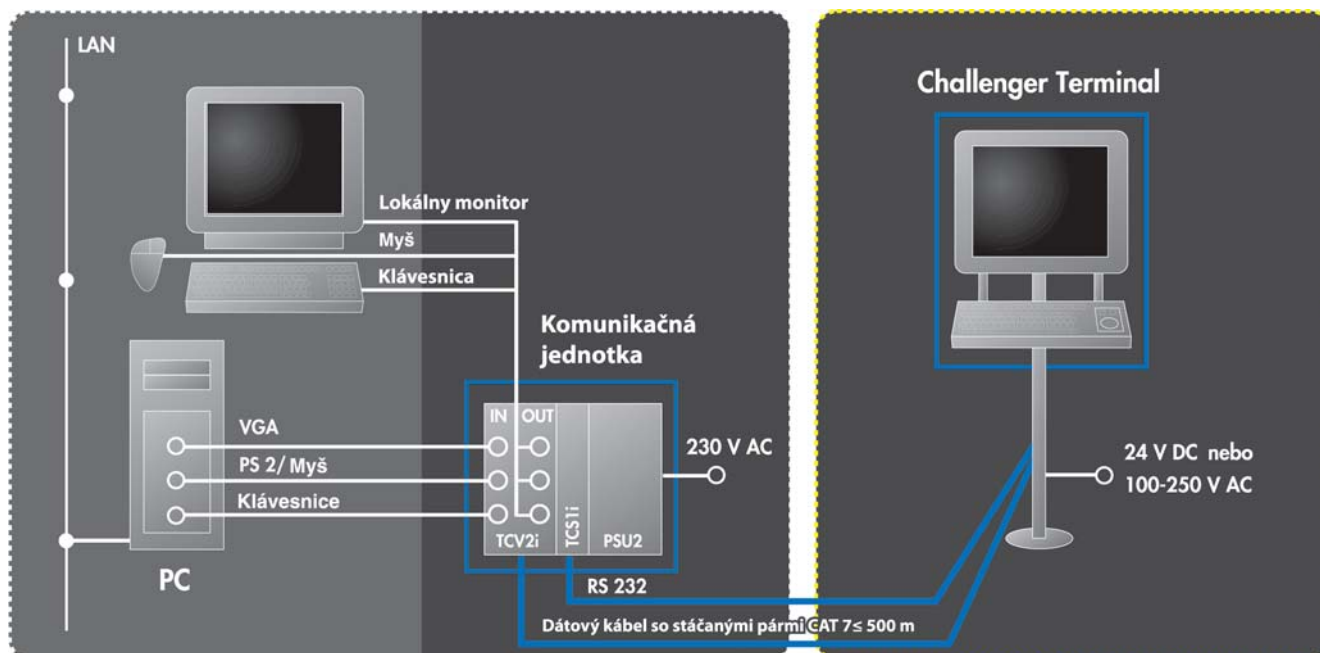 LAN
Challenger Terminal
Lokálny monitor
Myš
Klávesnica
Komunikačná
jednotka
IN OUT
VGA
230 V AC
PS 2/ Myš
24 V DC nebo
100-250 V AC
Klávesnice
TCV2i
TCS1i
PSU2
PC
RS 232
Dátový kábel so stáčanými pármi CAT 7≤ 500 m